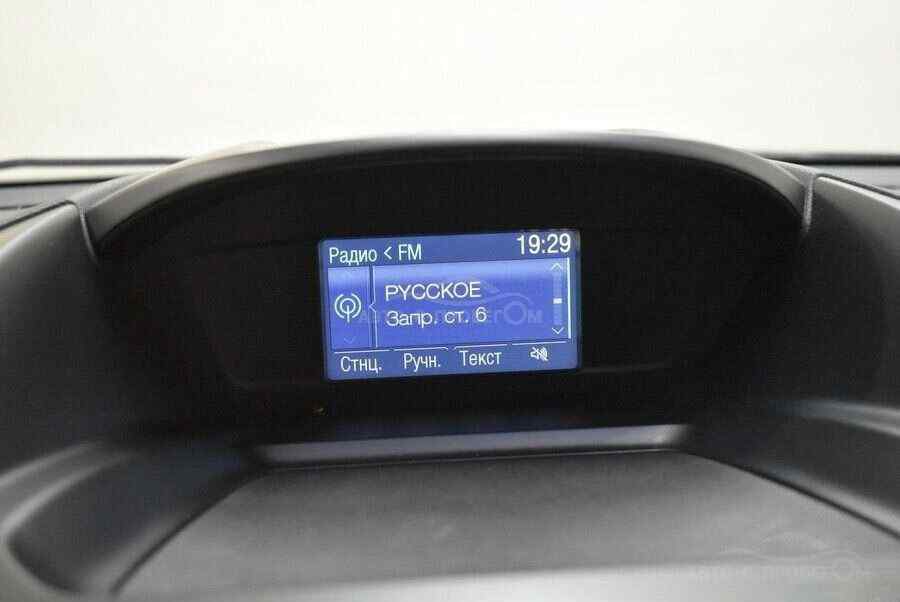 Радио < FM 19:29
РУССКОЕ
Запр. ст. 6
Стнц. Ручн. Текст